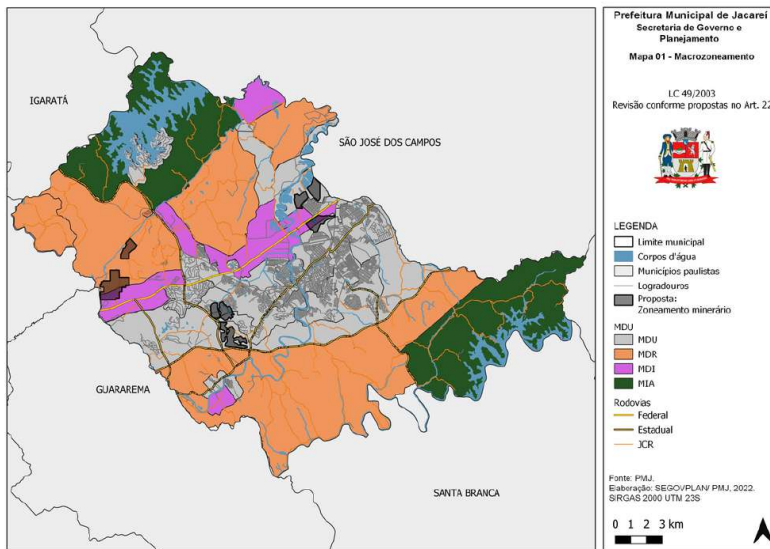 IGARATÁ
SÃO JOSÉ DOS CAMPOS
GUARAREMA
SANTA BRANCA
Prefeitura Municipal de Jacareí
Secretaria de Governo e
Planejamento
Mapa 01 - Macrozoneamento
LC 49/2003
Revisão conforme propostas no Art. 22
LEGENDA
Limite municipal
Corpos d'água
Municípios paulistas
Logradouros
Proposta:
Zoneamento minerário
MDU
MDU
MDR
MDI
MIA
Rodovias
Federal
Estadual
JCR
Fonte: PMJ.
Elaboração: SEGOV/PLAN/ PMJ, 2022.
SIRGAS 2000 UTM 23S
0 1 2 3 km